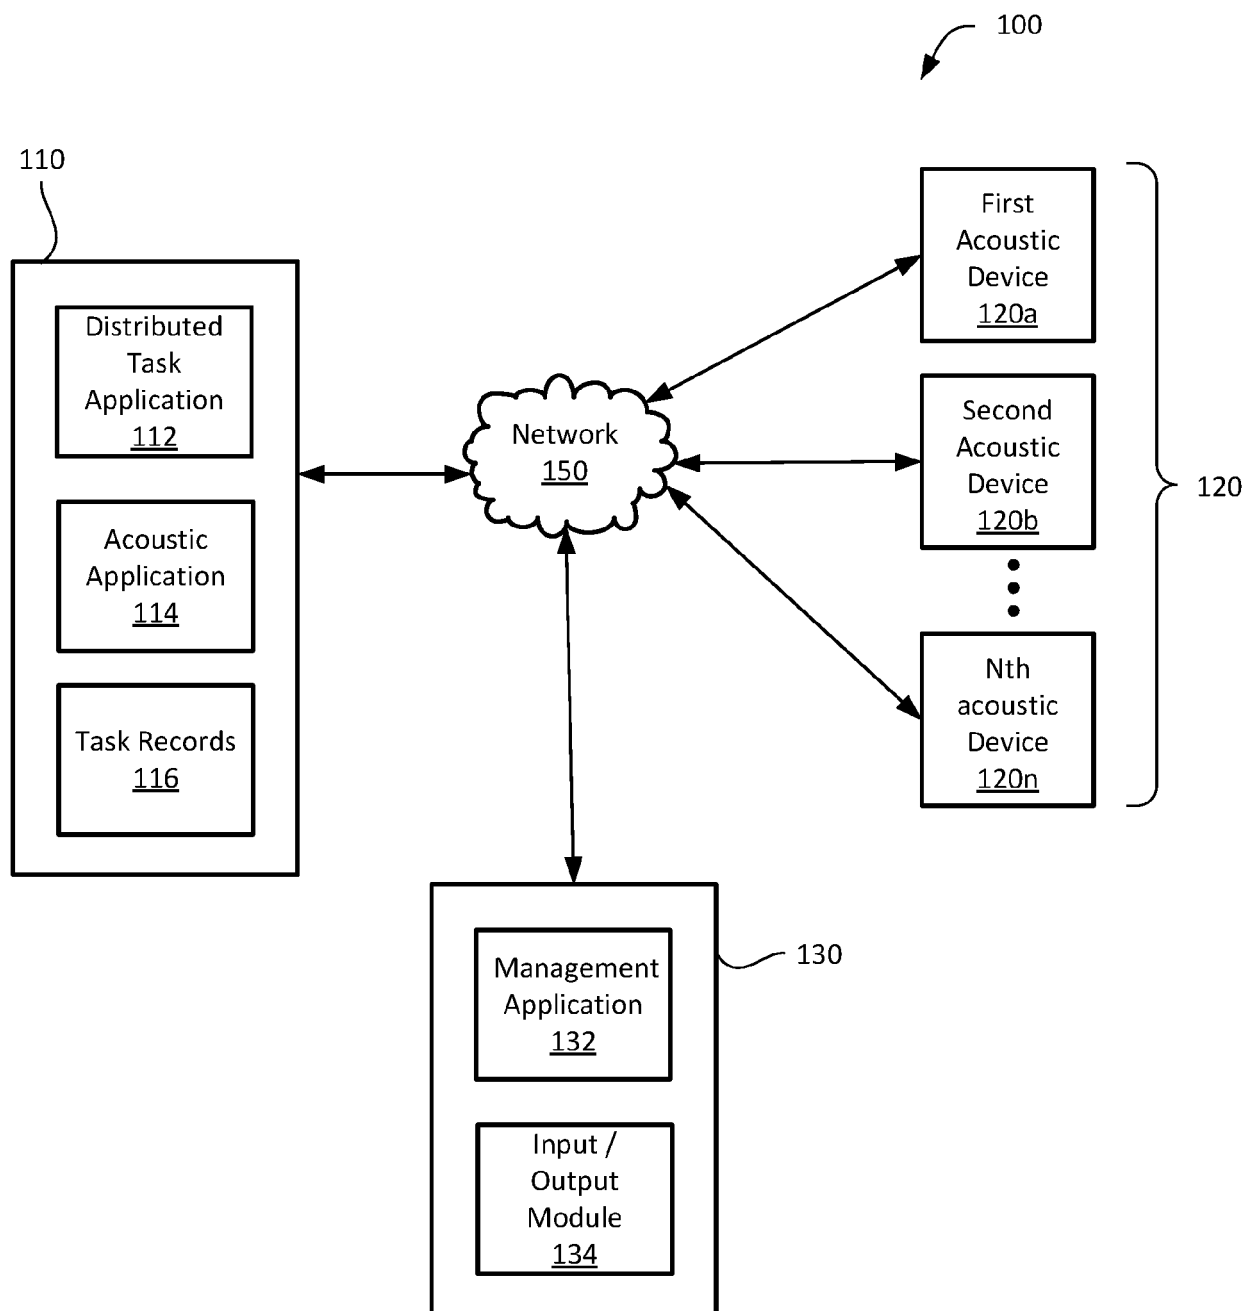 100
110
First
Acoustic
Device
120a
Distributed
Task
Application
112
Second
Acoustic
Device
120b
Network
150
120
Acoustic
Application
114
Nth
acoustic
Device
120n
Task Records
116
130
Management
Application
132
Input /
Output
Module
134